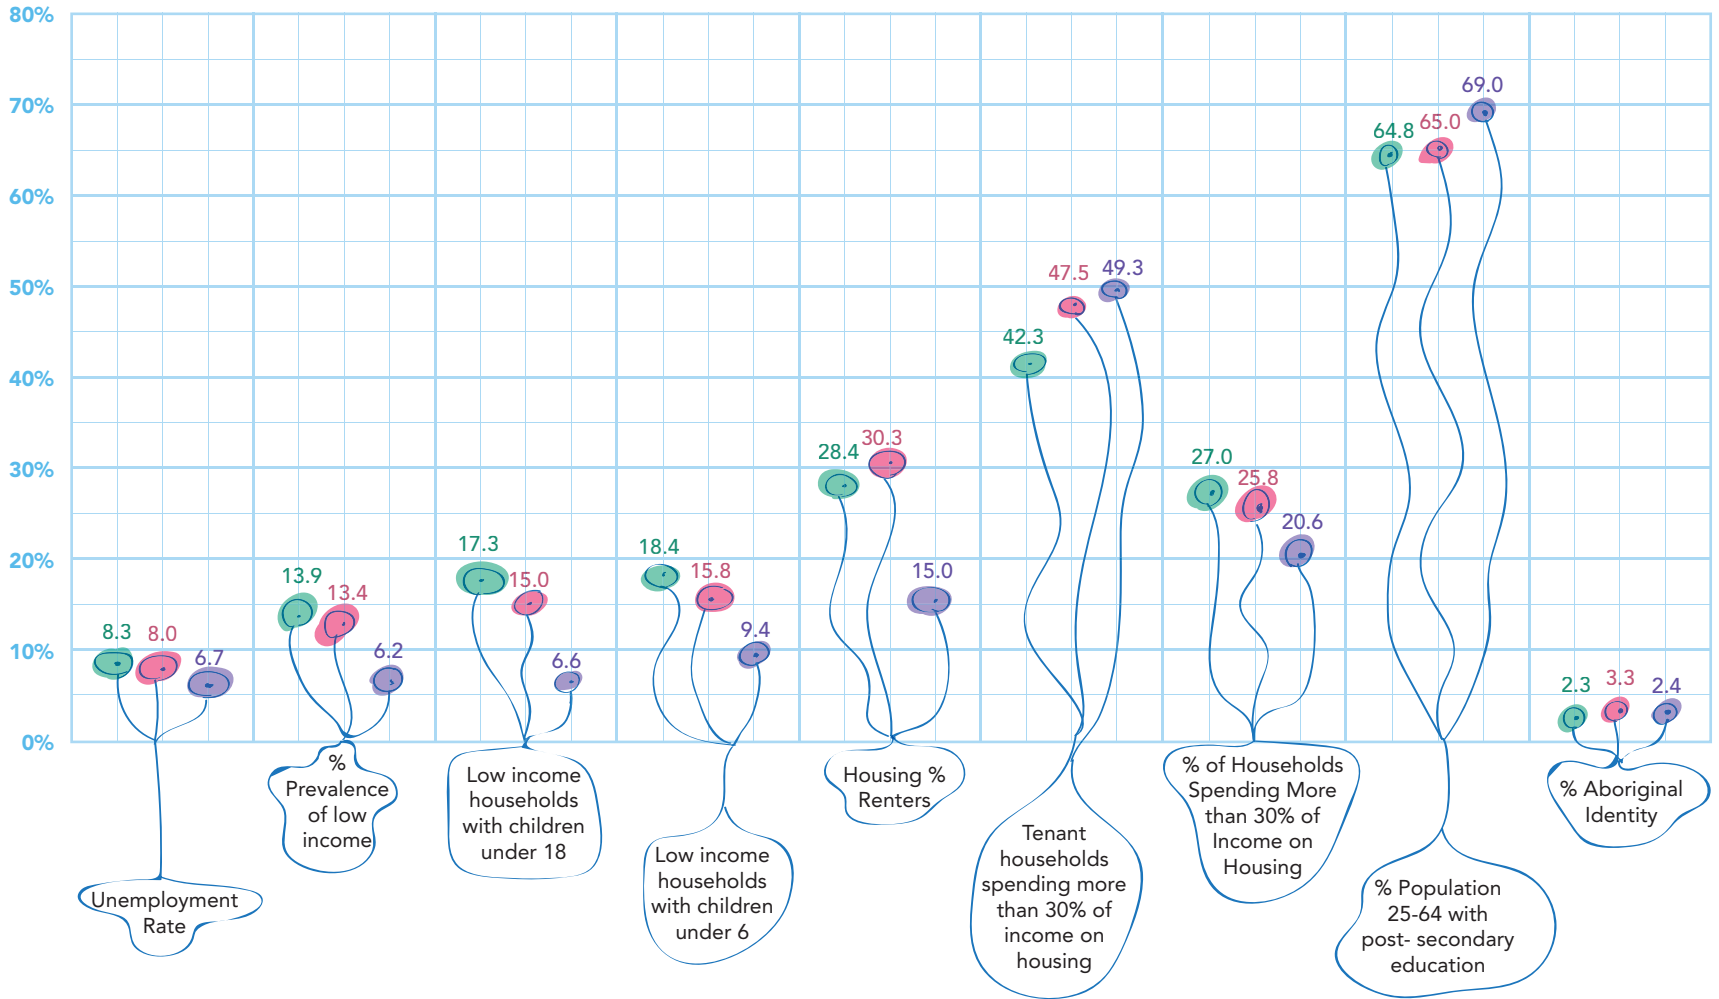 80%
70%
60%
50%
40%
30%
20%
10%
0%
8.3
8.0
6.7
13.9
13.4
6.2
17.3
15.0
6.6
18.4
15.8
9.4
28.4
30.3
15.0
42.3
47.5
49.3
27.0
25.8
20.6
64.8
65.0
69.0
2.3
3.3
2.4
Unemployment
Rate
%
Prevalence
of low
income
Low income
households
with children
under 18
Low income
households
with children
under 6
Housing %
Renters
Tenant
households
spending more
than 30% of
income on
housing
% of Households
Spending More
than 30% of
Income on
Housing
% Population
25-64 with
post- secondary
education
% Aboriginal
Identity